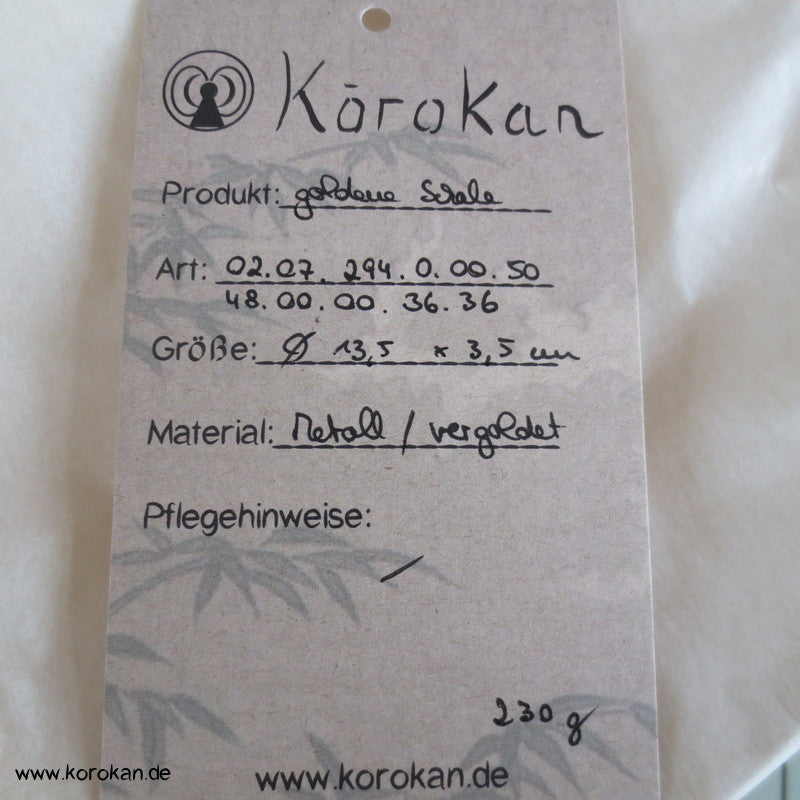 Kōrokan
Produkt: goldene Schale
Art: 02.07.294.0.00.50
48.00.00.36.36
Größe: Ø 13,5 x 3,5 cm
Material: Metall / vergoldet
Pflegehinweise:
/
230 g
www.korokan.de
www.korokan.de